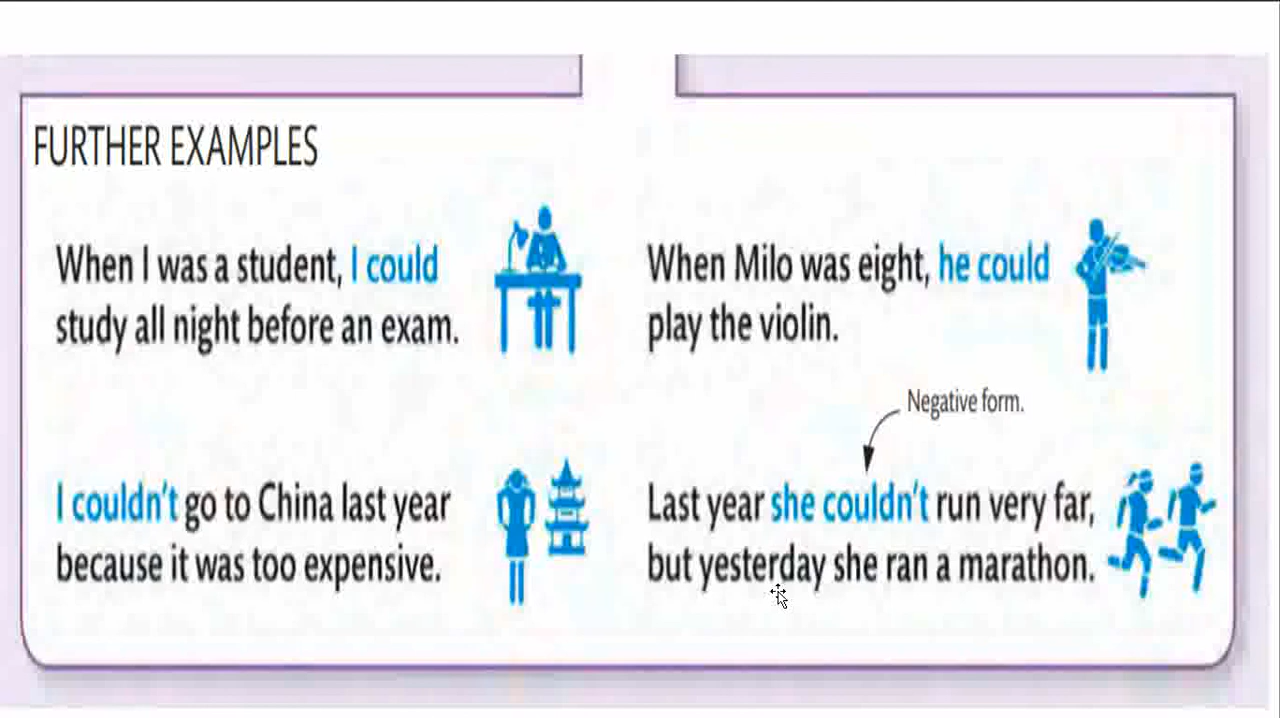 FURTHER EXAMPLES
When I was a student, I could
study all night before an exam.
When Milo was eight, he could
play the violin.
Negative form.
I couldn't go to China last year
because it was too expensive.
Last year she couldn't run very far,
but yesterday she ran a marathon.